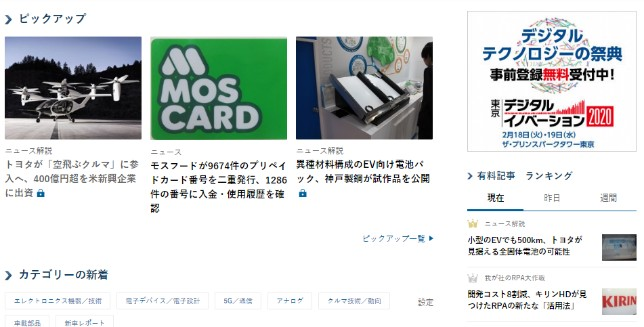 ピックアップ
MOS
CARD
ニュース解説
トヨタが「空飛ぶクルマ」に参
入へ、400億円超を米新興企業
に出資
ニュース
モスフードが9674件のプリペイ
ドカード番号を二重発行、1286
件の番号に入金・使用履歴を確
認
ニュース解説
異種材料構成のEV向け電池パ
ック、神戸製鋼が試作品を公開
ピックアップ一覧
カテゴリーの新着
エレクトロニクス機器／技術
電子デバイス／電子設計
5G／通信
アナログ
クルマ技術／動向
設定
車載部品
新車レポート
デジタル
テクノロジーの祭典
事前登録無料受付中!
東京
デジタル
イノベーション 2020
2月18日(火)・19日(水)
ザ・プリンスパークタワー東京
有料記事 ランキング
現在
昨日
週間
ニュース解説
小型のEVでも500km、トヨタが
見据える全固体電池の可能性
我が社のRPA大作戦
開発コスト8割減、キリンHDが見
つけたRPAの新たな「活用法」
KIRIN